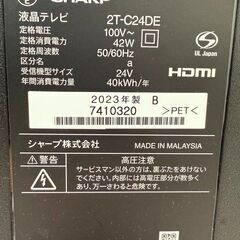 SHARP
液晶テレビ 2T-C24DE
定格電圧 100V~
定格消費電力 42W
定格周波数 50/60Hz
区分名 a
受信機型サイズ 24V
年間消費電力量 40kWh/年
UL Japan
HDMI
2023年製 B
7410320
>PET<
シャープ株式会社 MADE IN MALAYSIA
警告 高圧注意
サービスマン以外の方は、裏ぶたをあけないでください。
内部には高電圧部分が数多くあり、万一さわると危険です。